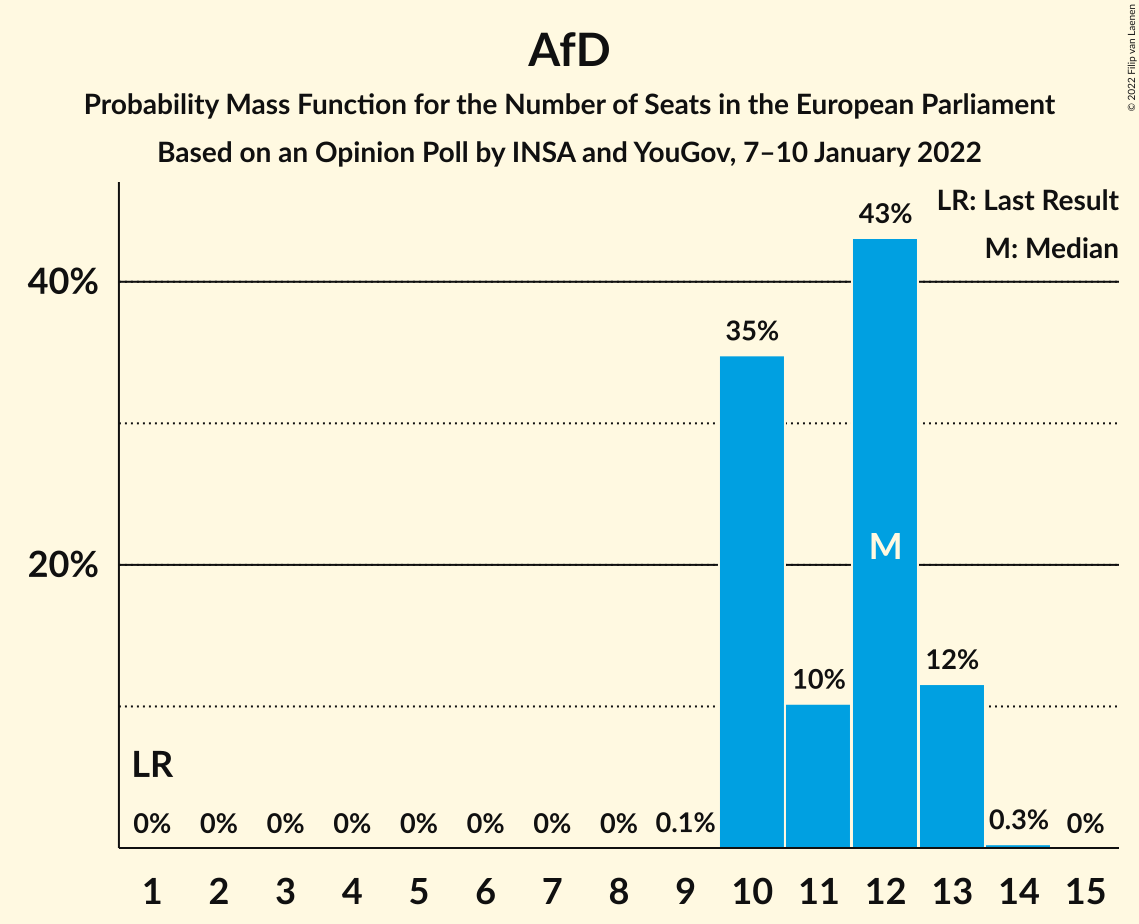 AfD
Probability Mass Function for the Number of Seats in the European Parliament
Based on an Opinion Poll by INSA and YouGov, 7–10 January 2022
© 2022 Filip van Laenen
LR: Last Result
M: Median
43%
40%
35%
M
20%
12%
10%
LR
0% 0% 0% 0% 0% 0% 0% 0% 0.1% 0.3% 0%
1 2 3 4 5 6 7 8 9 10 11 12 13 14 15